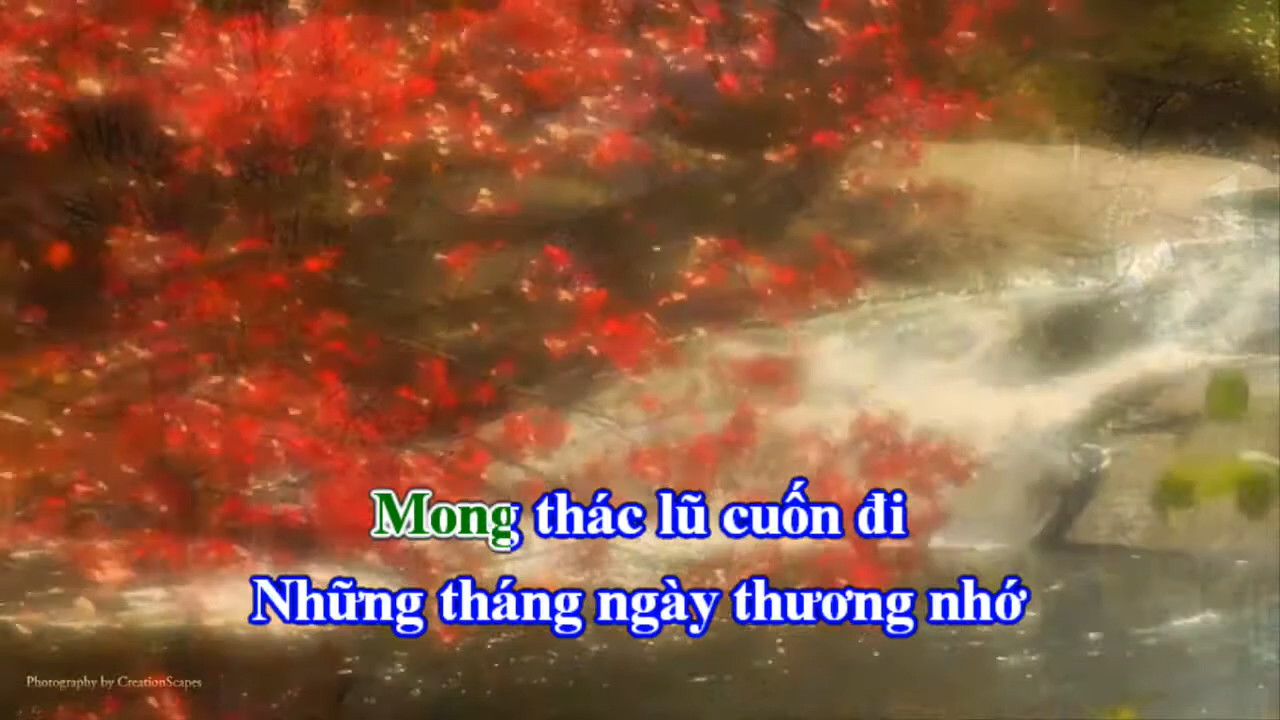 Mong thác lũ cuốn đi
Những tháng ngày thương nhớ
Photography by CreationScapes